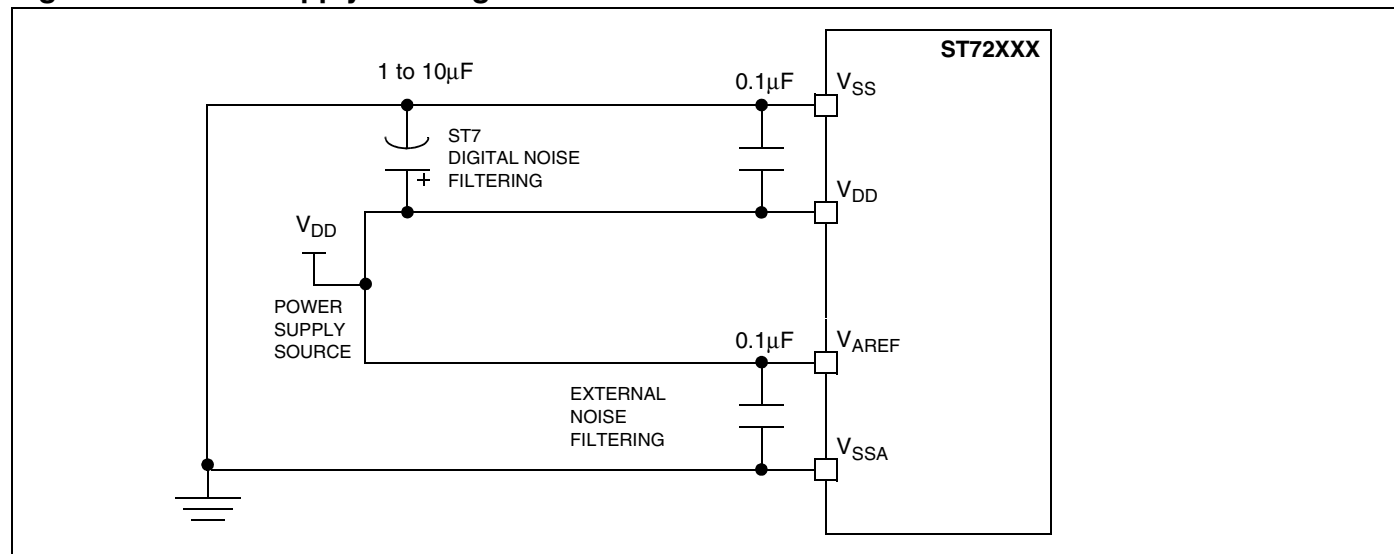 ST72XXX
1 to 10μF
0.1μF
VSS
ST7
DIGITAL NOISE
+ FILTERING
VDD
VDD
POWER
SUPPLY
SOURCE
0.1μF
VAREF
EXTERNAL
NOISE
FILTERING
VSSA